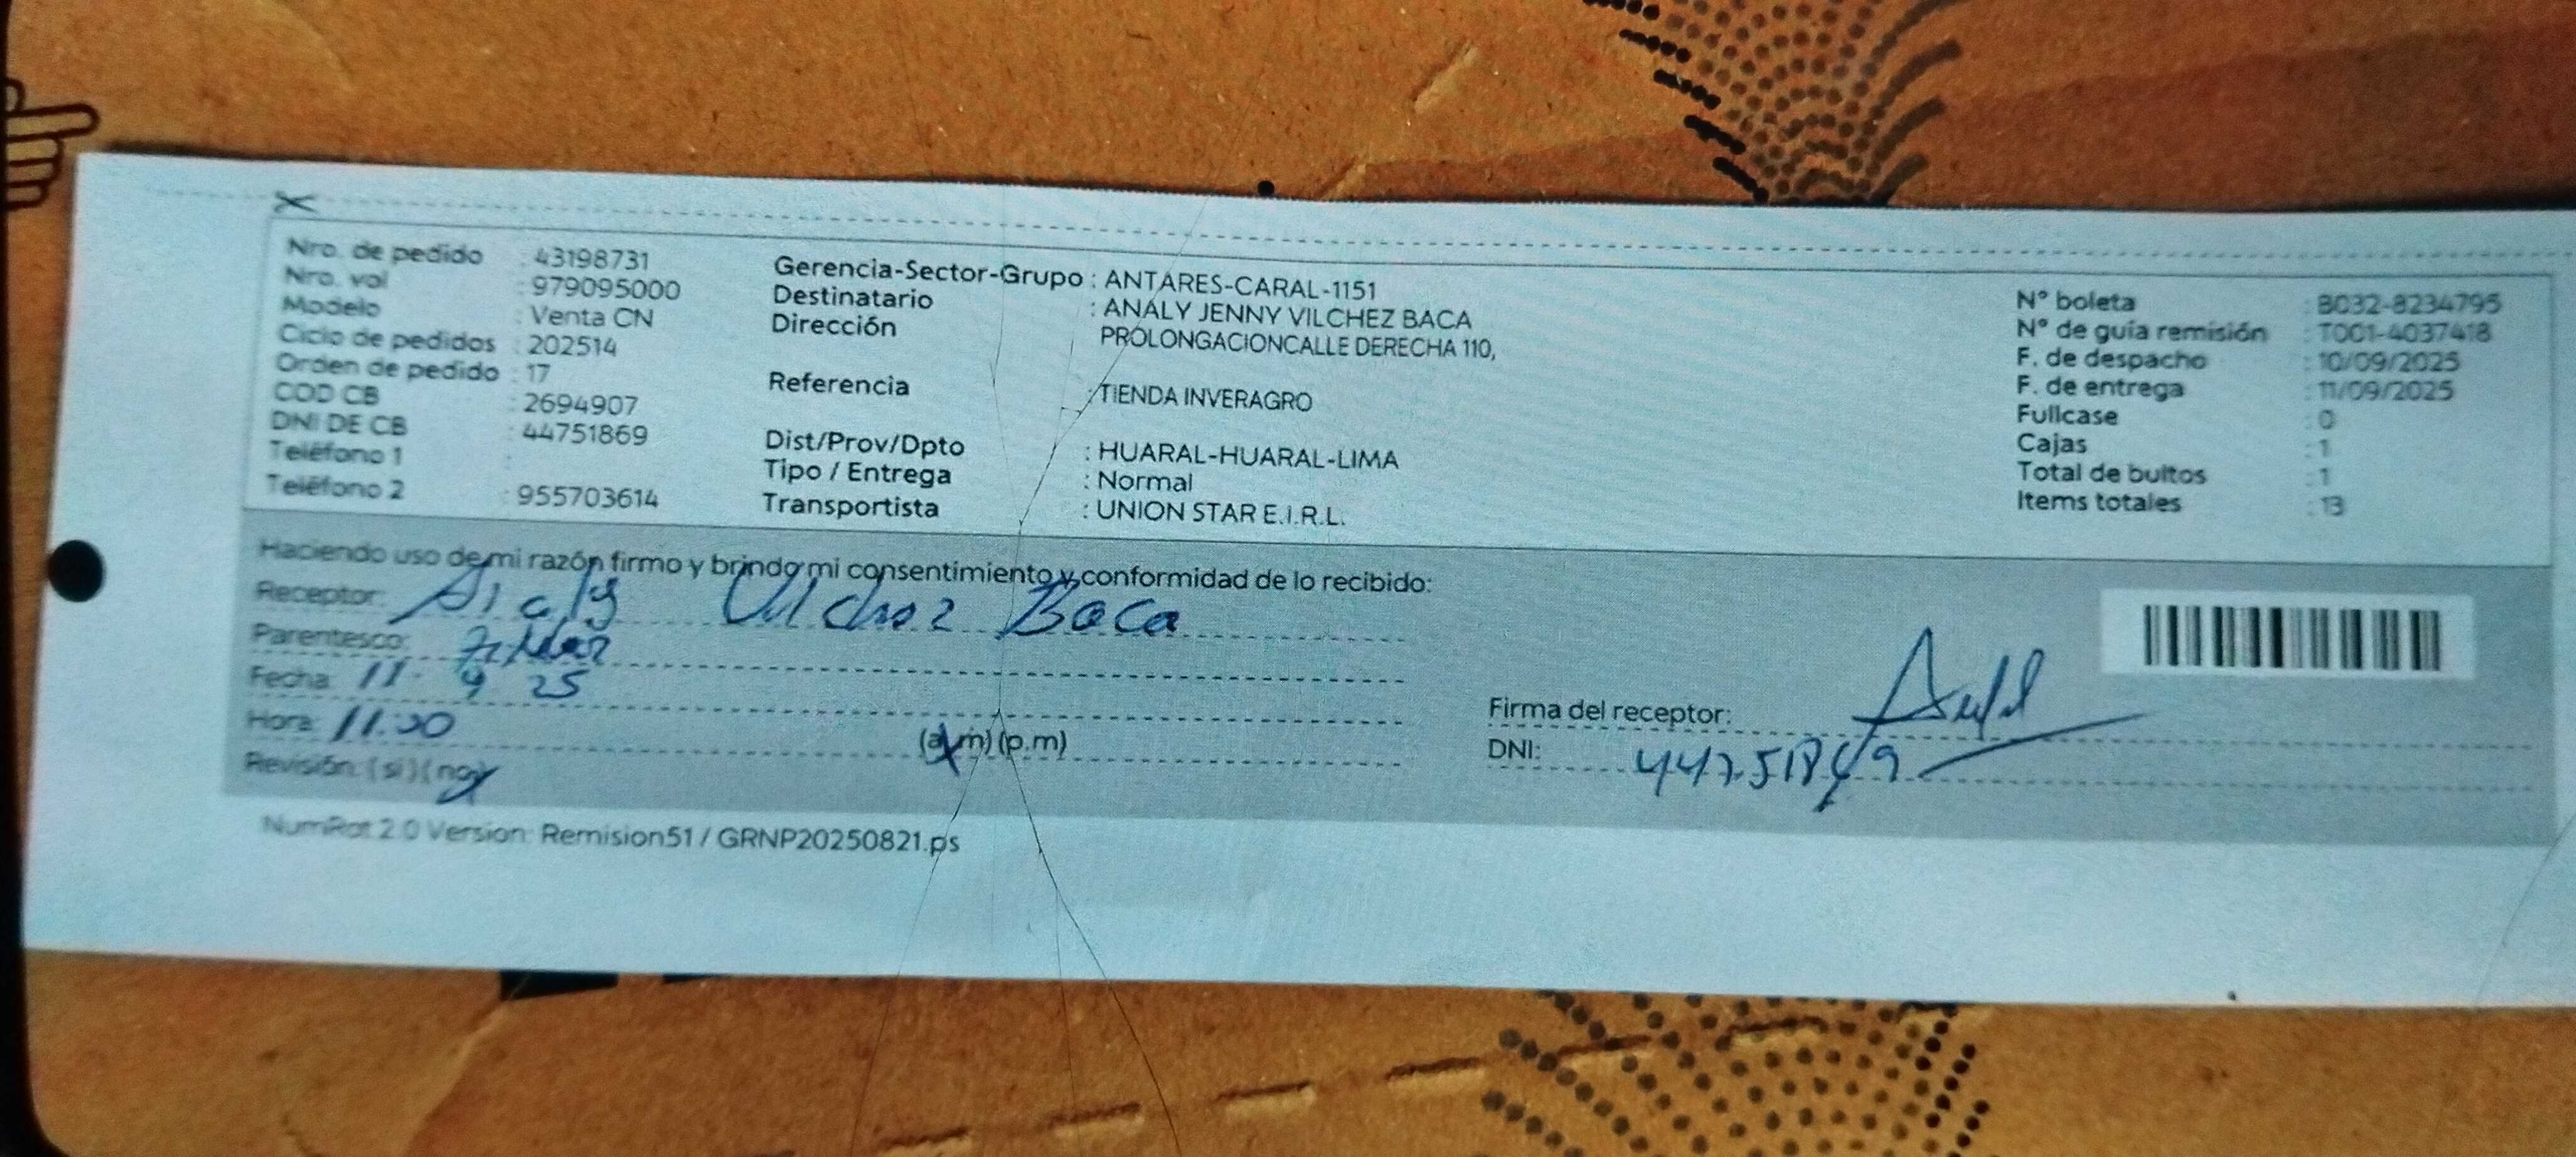 Nro. de pedido : 43198731
Nro. val : 979095000
Modelo : Venta CN
Ciclo de pedidos : 202514
Orden de pedido : 17
COD CB : 2694907
DNI DE CB : 44751869
Teléfono 1 :
Teléfono 2 : 955703614
Gerencia-Sector-Grupo : ANTARES-CARAL-1151
Destinatario : ANALY JENNY VILCHEZ BACA
Dirección PROLONGACIONCALLE DERECHA 110,
Referencia : TIENDA INVERAGRO
Dist/Prov/Dpto : HUARAL-HUARAL-LIMA
Tipo / Entrega : Normal
Transportista : UNION STAR E.I.R.L.
N° boleta : B032-8234795
N° de guía remisión : T001-4037418
F. de despacho : 10/09/2025
F. de entrega : 11/09/2025
Fullcase : 0
Cajas : 1
Total de bultos : 1
Items totales : 13
Haciendo uso de mi razón firmo y brindo mi consentimiento y conformidad de lo recibido:
Receptor: Analy Vilchez Baca
Parentesco:
Fecha: 11 9 25
Hora: 11:30 (a.m) (p.m)
Revisión: (si) (no)
Firma del receptor:
DNI: 44751869
NumRot 2.0 Version: Remision51 / GRNP20250821.ps